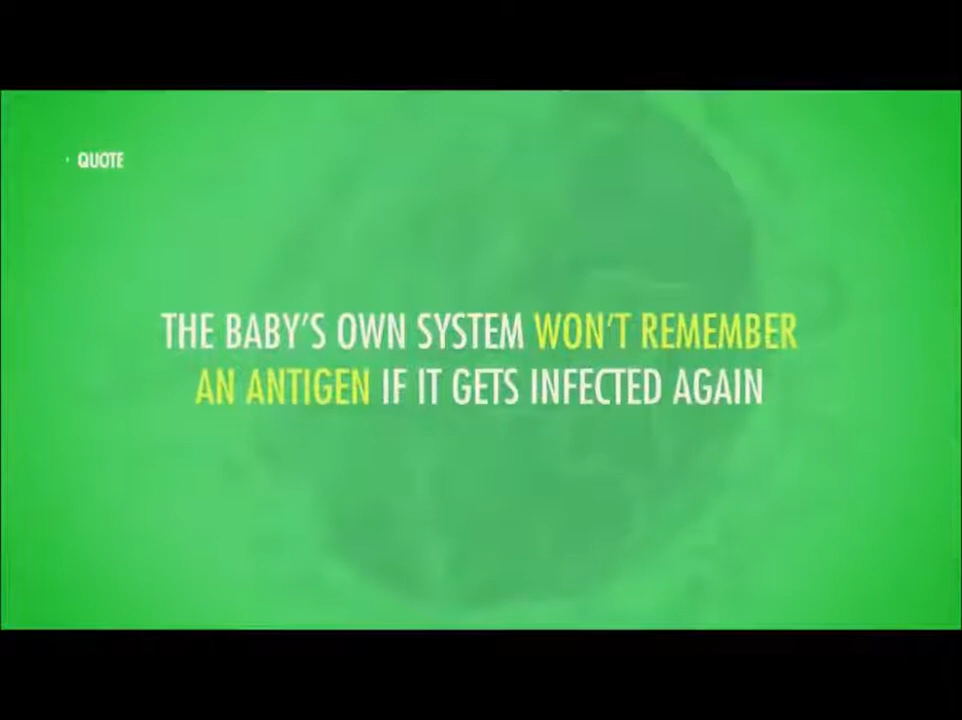 QUOTE
THE BABY'S OWN SYSTEM WON'T REMEMBER
AN ANTIGEN IF IT GETS INFECTED AGAIN